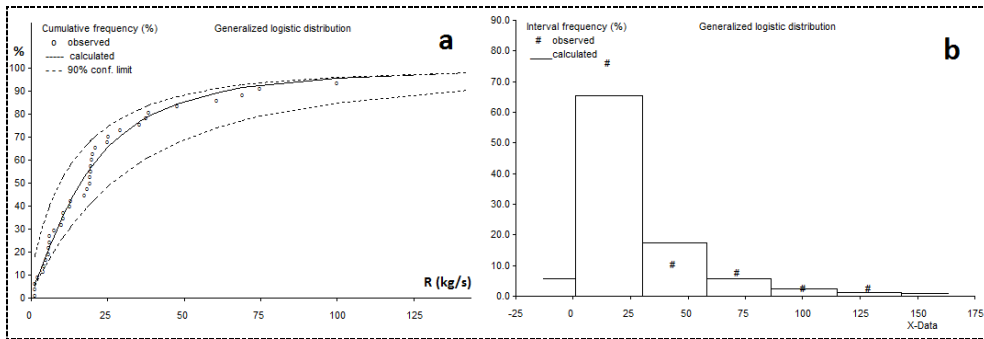 Cumulative frequency (%) Generalized logistic distribution
o observed
calculated
90% conf. limit
a
%
100
90
80
70
60
50
40
30
20
10
0
R (kg/s)
0 25 50 75 100 125
Interval frequency (%) Generalized logistic distribution
# observed
calculated
b
90.0
80.0
70.0
60.0
50.0
40.0
30.0
20.0
10.0
0.0
-25 0 25 50 75 100 125 150 175
X-Data